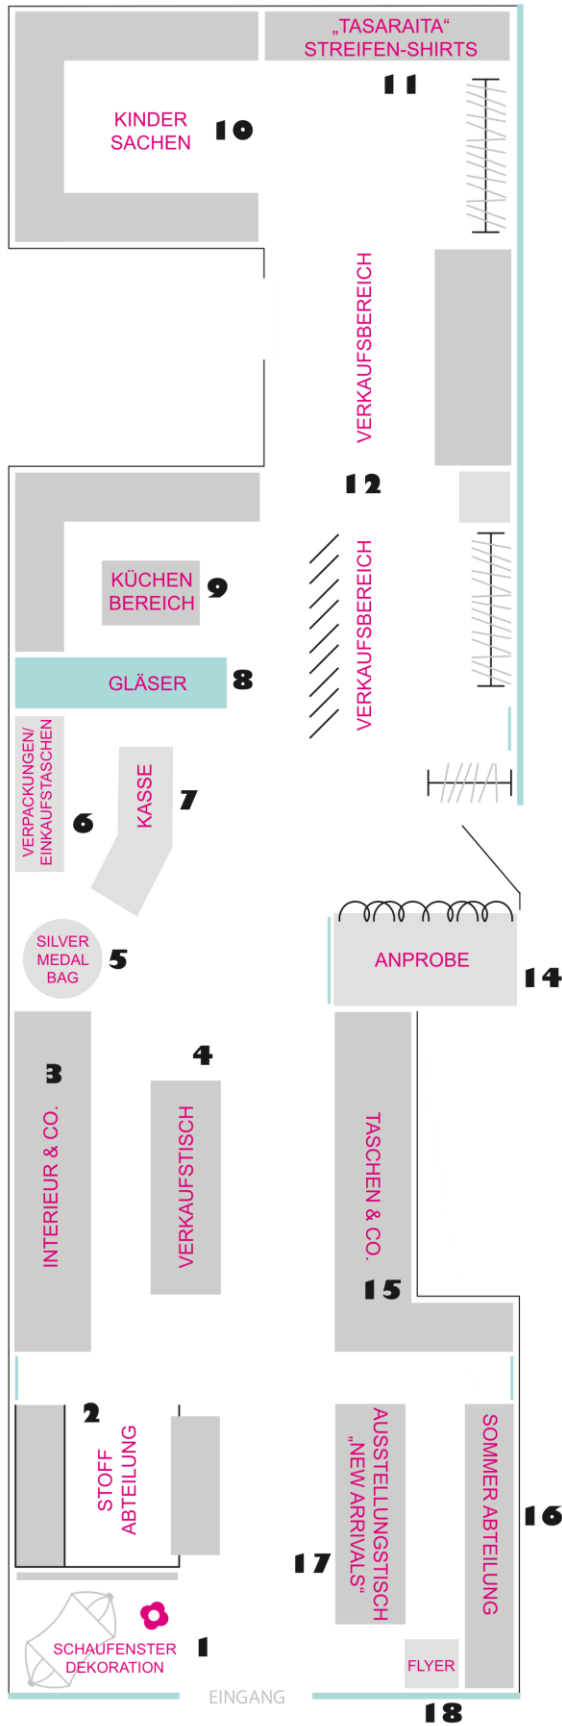 „TASARAITA“
STREIFEN-SHIRTS
11
KINDER
SACHEN
10
VERKAUFSBEREICH
12
VERKAUFSBEREICH
KÜCHEN
BEREICH
9
GLÄSER
8
VERPACKUNGEN/
EINKAUFSTASCHEN
6
KASSE
7
SILVER
MEDAL
BAG
5
ANPROBE
14
3
INTERIEUR & CO.
4
VERKAUFSTISCH
TASCHEN & CO.
15
2
STOFF
ABTEILUNG
AUSSTELLUNGSTISCH
„NEW ARRIVALS“
17
SOMMER ABTEILUNG
16
1
SCHAUFENSTER
DEKORATION
FLYER
18
EINGANG